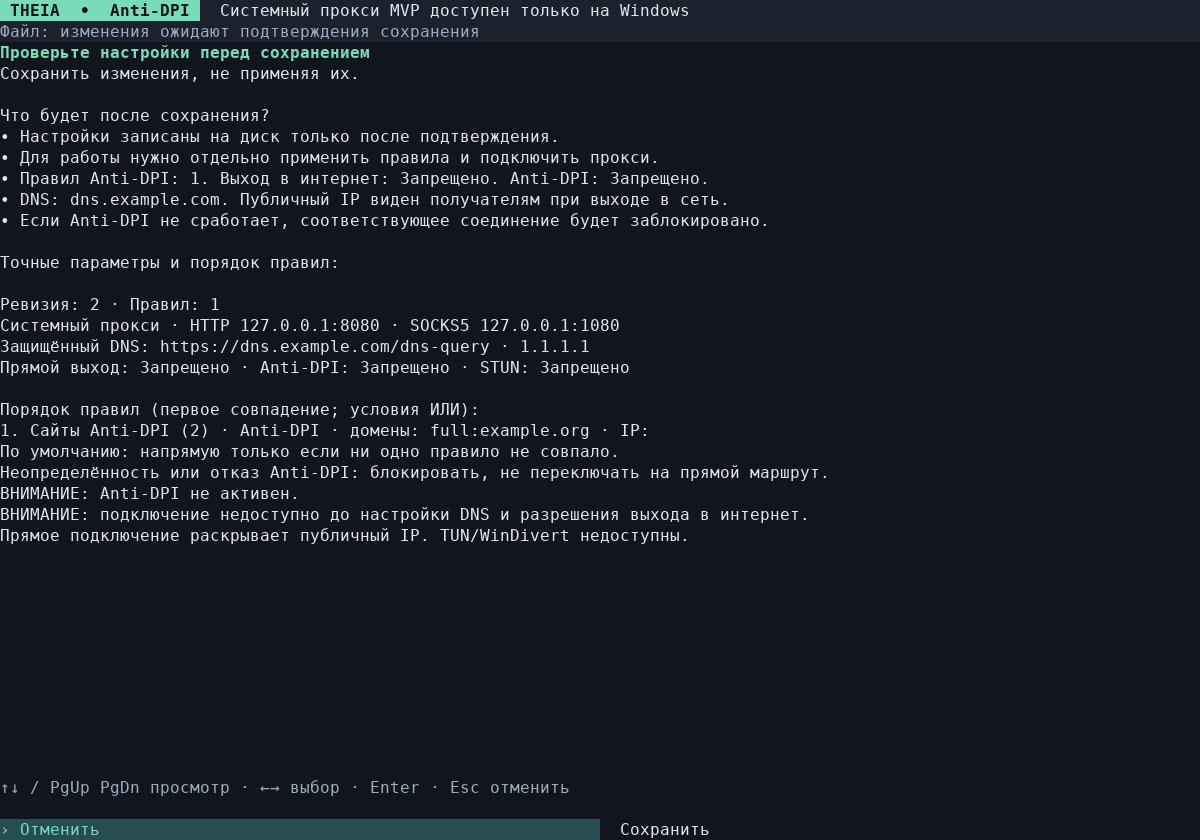 THEIA • Anti-DPI Системный прокси MVP доступен только на Windows
Файл: изменения ожидают подтверждения сохранения
Проверьте настройки перед сохранением
Сохранить изменения, не применяя их.
Что будет после сохранения?
• Настройки записаны на диск только после подтверждения.
• Для работы нужно отдельно применить правила и подключить прокси.
• Правил Anti-DPI: 1. Выход в интернет: Запрещено. Anti-DPI: Запрещено.
• DNS: dns.example.com. Публичный IP виден получателям при выходе в сеть.
• Если Anti-DPI не сработает, соответствующее соединение будет заблокировано.
Точные параметры и порядок правил:
Ревизия: 2 · Правил: 1
Системный прокси · HTTP 127.0.0.1:8080 · SOCKS5 127.0.0.1:1080
Защищённый DNS: https://dns.example.com/dns-query · 1.1.1.1
Прямой выход: Запрещено · Anti-DPI: Запрещено · STUN: Запрещено
Порядок правил (первое совпадение; условия ИЛИ):
1. Сайты Anti-DPI (2) · Anti-DPI · домены: full:example.org · IP:
По умолчанию: напрямую только если ни одно правило не совпало.
Неопределённость или отказ Anti-DPI: блокировать, не переключать на прямой маршрут.
ВНИМАНИЕ: Anti-DPI не активен.
ВНИМАНИЕ: подключение недоступно до настройки DNS и разрешения выхода в интернет.
Прямое подключение раскрывает публичный IP. TUN/WinDivert недоступны.
↑↓ / PgUp PgDn просмотр · ←→ выбор · Enter · Esc отменить
› Отменить Сохранить